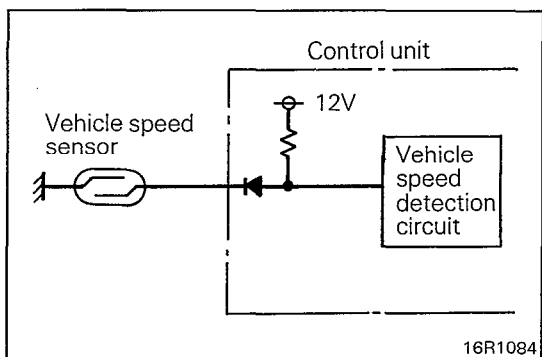 Control unit
12V
Vehicle speed
sensor
Vehicle
speed
detection
circuit
16R1084